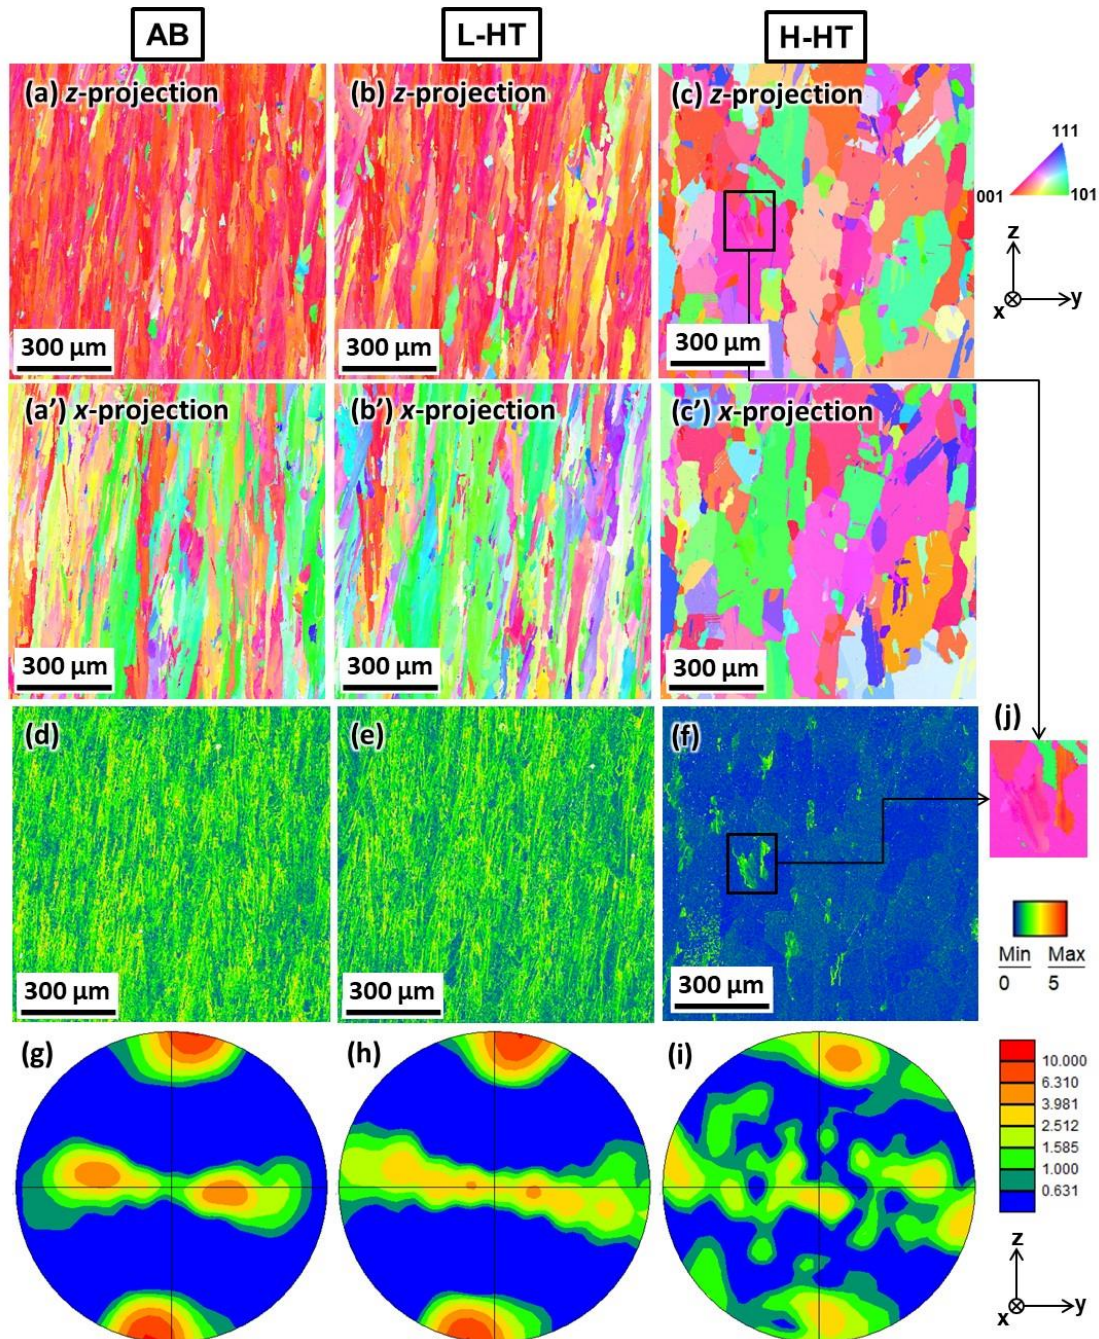 AB
L-HT
H-HT
(a) z-projection
(b) z-projection
(c) z-projection
111
001
101
z
x
y
300 µm
300 µm
300 µm
(a’) x-projection
(b’) x-projection
(c’) x-projection
300 µm
300 µm
300 µm
(d)
(e)
(f)
(j)
300 µm
300 µm
300 µm
Min Max
0 5
(g)
(h)
(i)
10.000
6.310
3.981
2.512
1.585
1.000
0.631
z
x
y